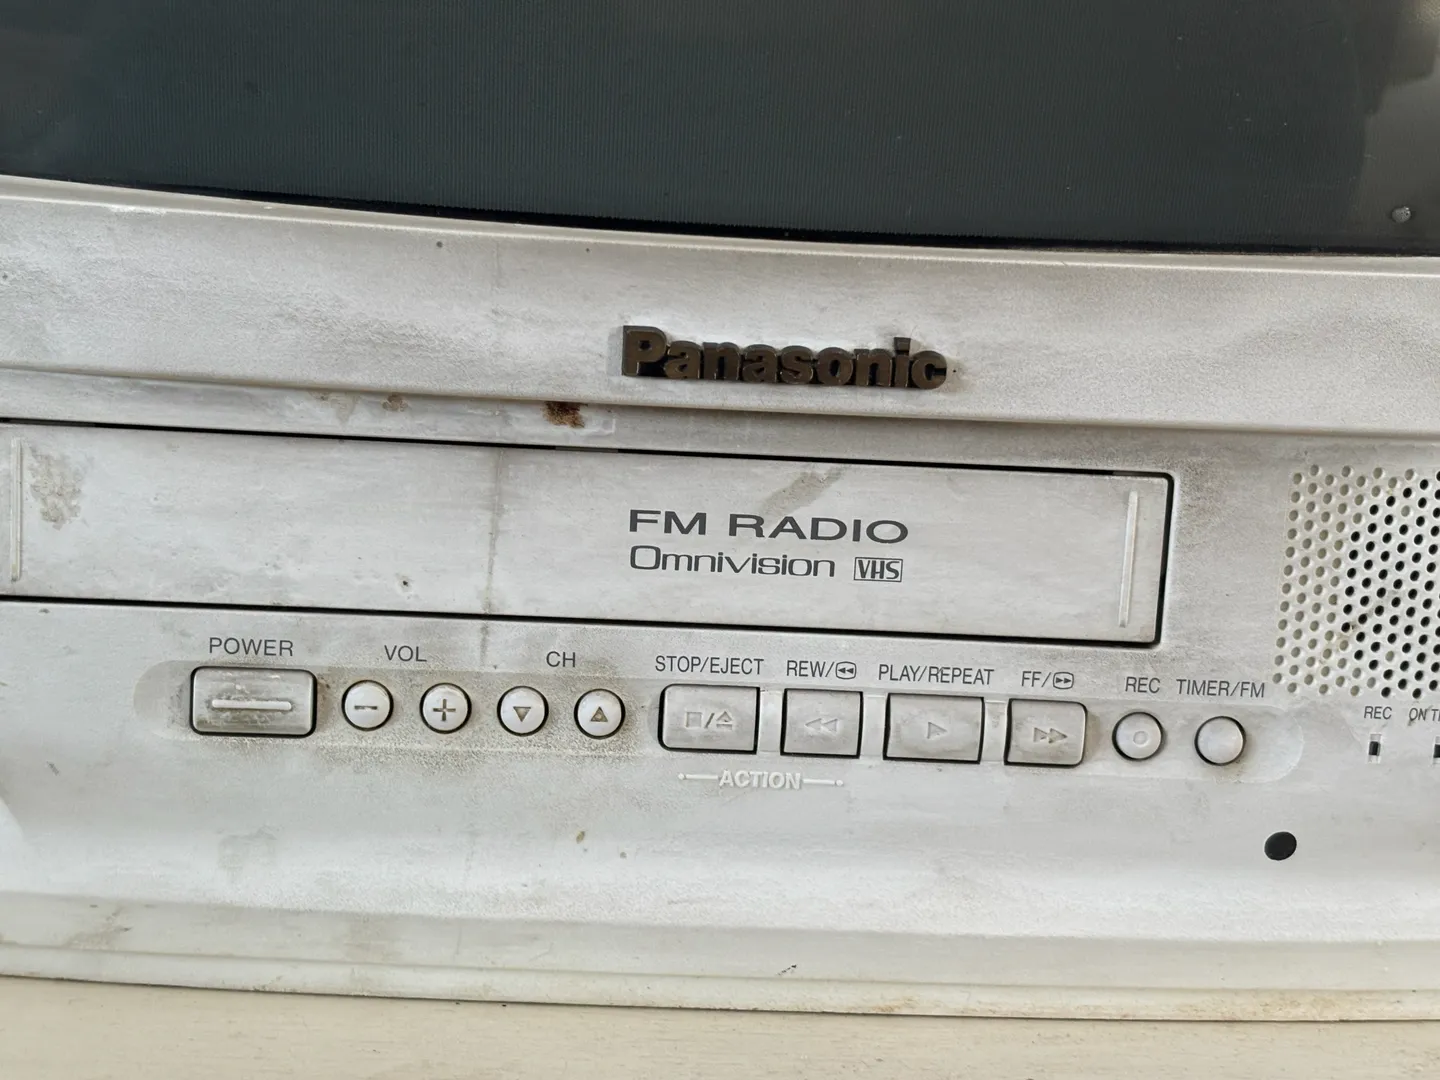 Panasonic
FM RADIO
Omnivision VHS
POWER
VOL
CH
STOP/EJECT
REW/
PLAY/REPEAT
FF/
REC
TIMER/FM
ACTION
REC